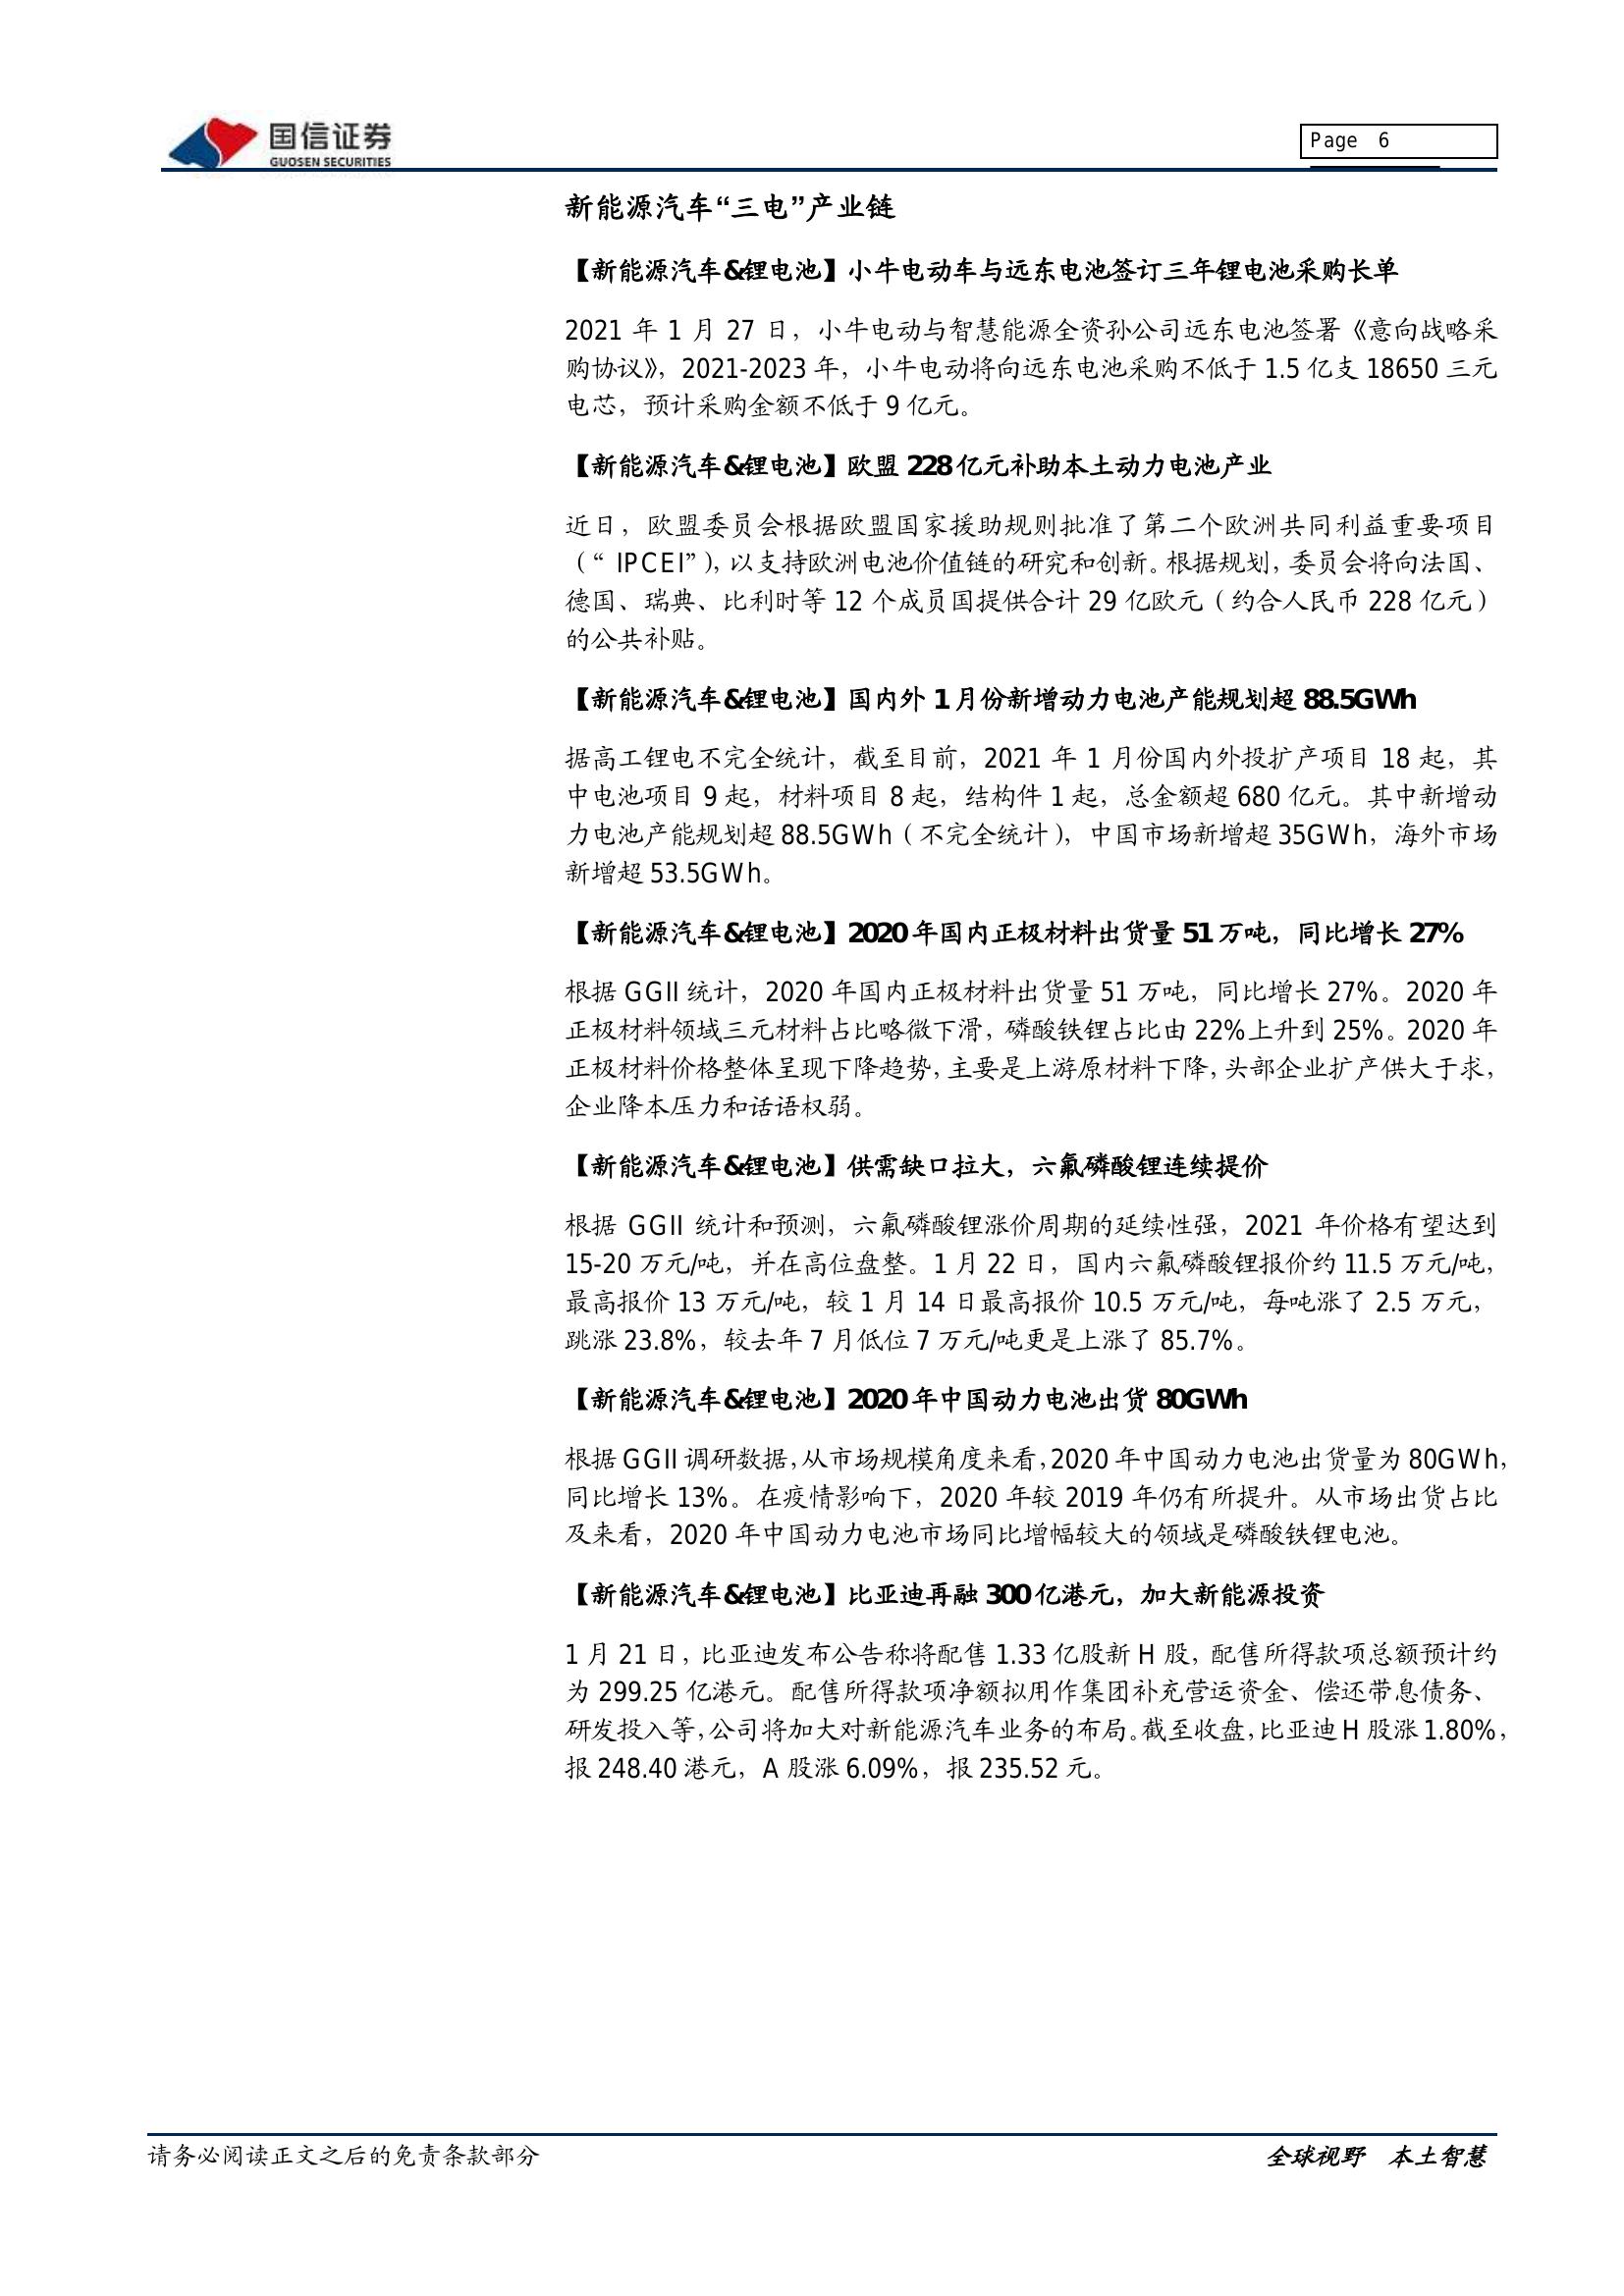 国信证券
GUOSEN SECURITIES
Page 6
新能源汽车“三电”产业链
【新能源汽车&锂电池】小牛电动车与远东电池签订三年锂电池采购长单
2021 年 1 月 27 日，小牛电动与智慧能源全资孙公司远东电池签署《意向战略采
购协议》，2021-2023 年，小牛电动将向远东电池采购不低于 1.5 亿支 18650 三元
电芯，预计采购金额不低于 9 亿元。
【新能源汽车&锂电池】欧盟 228 亿元补助本土动力电池产业
近日，欧盟委员会根据欧盟国家援助规则批准了第二个欧洲共同利益重要项目
（“ IPCEI”），以支持欧洲电池价值链的研究和创新。根据规划，委员会将向法国、
德国、瑞典、比利时等 12 个成员国提供合计 29 亿欧元（约合人民币 228 亿元）
的公共补贴。
【新能源汽车&锂电池】国内外 1 月份新增动力电池产能规划超 88.5GWh
据高工锂电不完全统计，截至目前，2021 年 1 月份国内外投扩产项目 18 起，其
中电池项目 9 起，材料项目 8 起，结构件 1 起，总金额超 680 亿元。其中新增动
力电池产能规划超 88.5GWh（不完全统计），中国市场新增超 35GWh，海外市场
新增超 53.5GWh。
【新能源汽车&锂电池】2020 年国内正极材料出货量 51 万吨，同比增长 27%
根据 GGII 统计，2020 年国内正极材料出货量 51 万吨，同比增长 27%。2020 年
正极材料领域三元材料占比略微下滑，磷酸铁锂占比由 22%上升到 25%。2020 年
正极材料价格整体呈现下降趋势，主要是上游原材料下降，头部企业扩产供大于求，
企业降本压力和话语权弱。
【新能源汽车&锂电池】供需缺口拉大，六氟磷酸锂连续提价
根据 GGII 统计和预测，六氟磷酸锂涨价周期的延续性强，2021 年价格有望达到
15-20 万元/吨，并在高位盘整。1 月 22 日，国内六氟磷酸锂报价约 11.5 万元/吨，
最高报价 13 万元/吨，较 1 月 14 日最高报价 10.5 万元/吨，每吨涨了 2.5 万元，
跳涨 23.8%，较去年 7 月低位 7 万元/吨更是上涨了 85.7%。
【新能源汽车&锂电池】2020 年中国动力电池出货 80GWh
根据 GGII 调研数据，从市场规模角度来看，2020 年中国动力电池出货量为 80GWh，
同比增长 13%。在疫情影响下，2020 年较 2019 年仍有所提升。从市场出货占比
及来看，2020 年中国动力电池市场同比增幅较大的领域是磷酸铁锂电池。
【新能源汽车&锂电池】比亚迪再融 300 亿港元，加大新能源投资
1 月 21 日，比亚迪发布公告称将配售 1.33 亿股新 H 股，配售所得款项总额预计约
为 299.25 亿港元。配售所得款项净额拟用作集团补充营运资金、偿还带息债务、
研发投入等，公司将加大对新能源汽车业务的布局。截至收盘，比亚迪 H 股涨 1.80%，
报 248.40 港元，A 股涨 6.09%，报 235.52 元。
请务必阅读正文之后的免责条款部分
全球视野 本土智慧